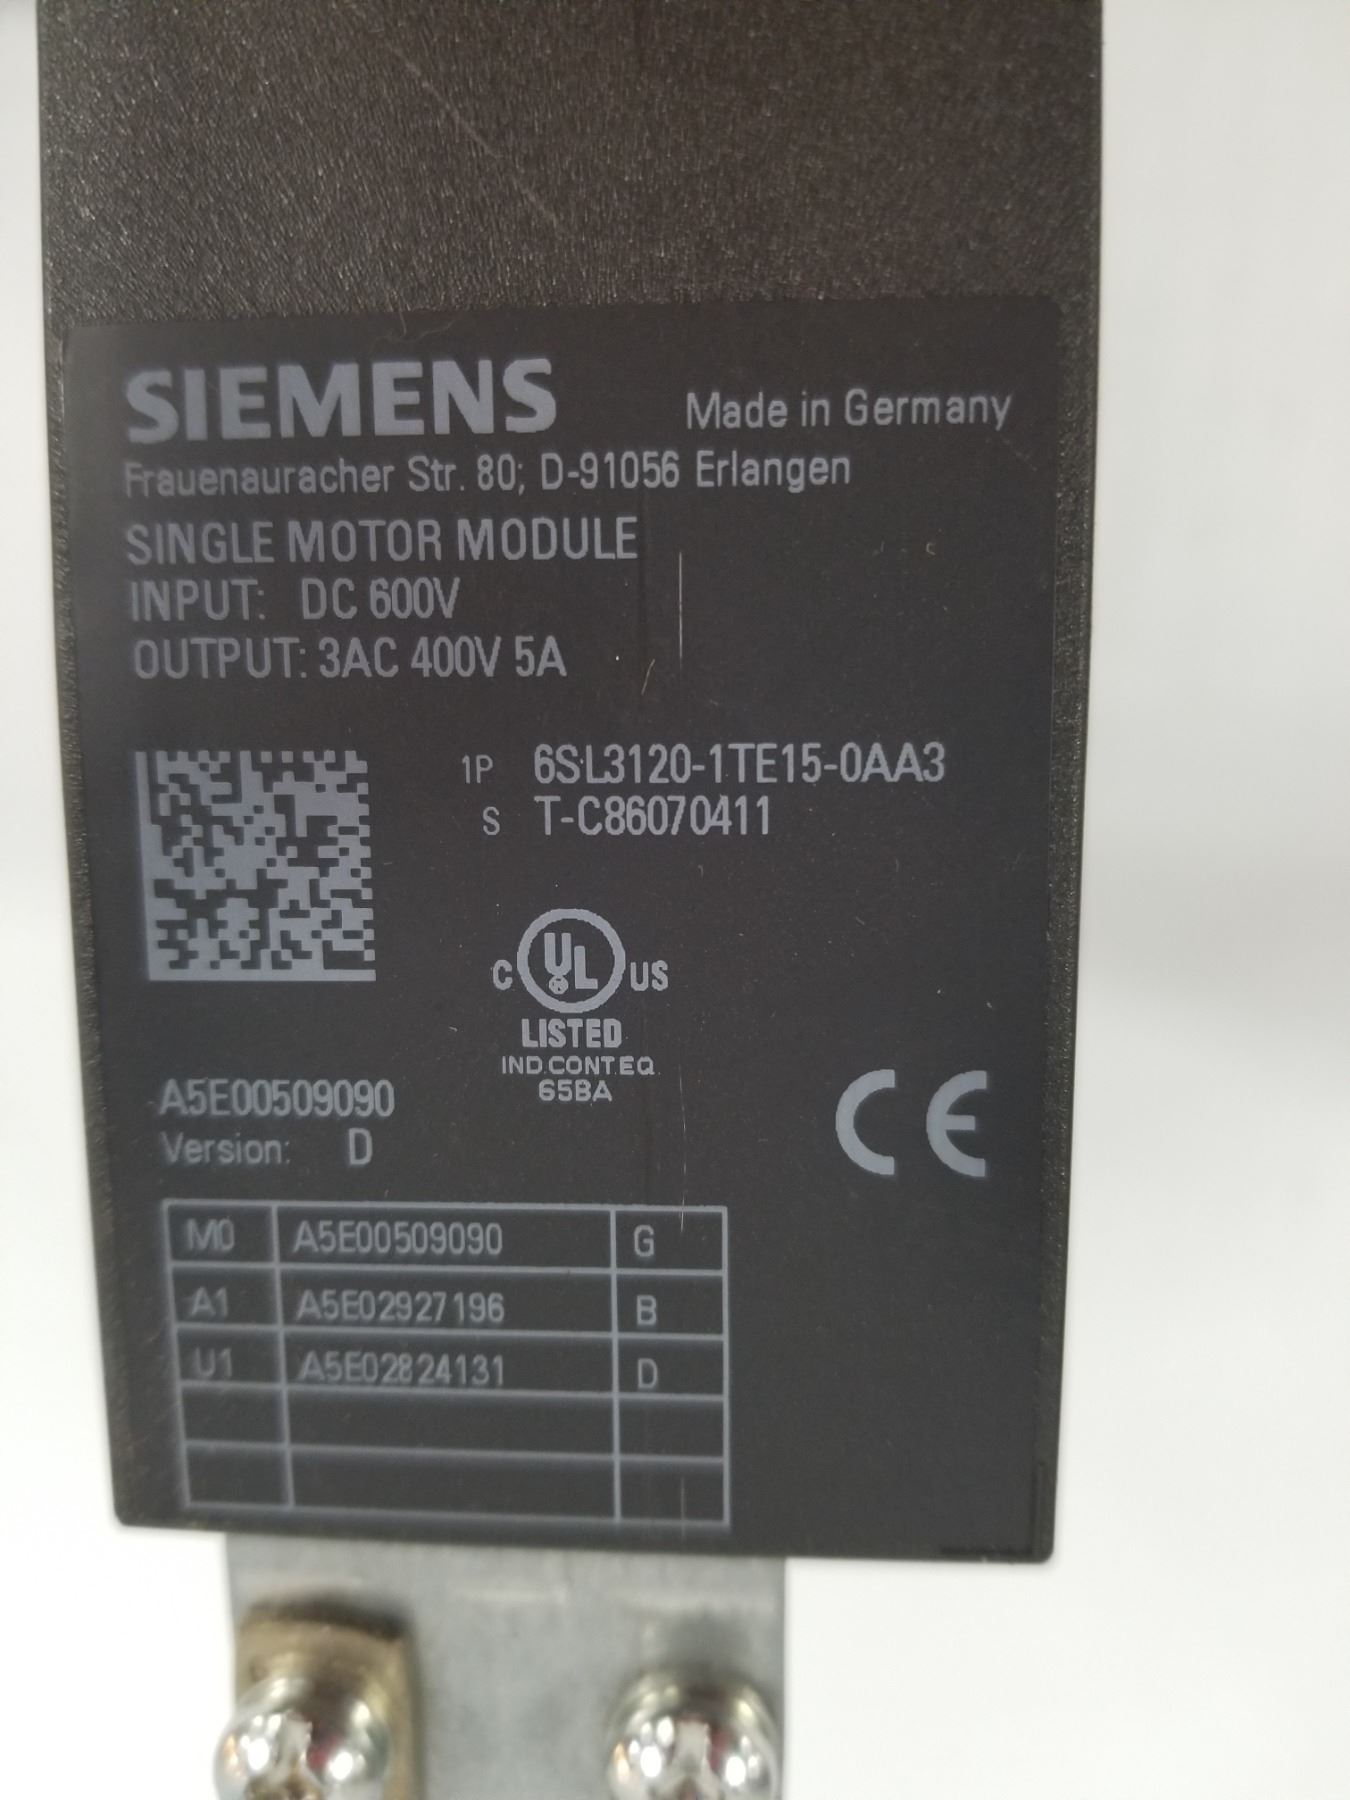 SIEMENS Made in Germany
Frauenauracher Str. 80; D-91056 Erlangen
SINGLE MOTOR MODULE
INPUT: DC 600V
OUTPUT: 3AC 400V 5A
1P 6SL3120-1TE15-0AA3
S T-C86070411
C UL ® US
LISTED
IND.CONT.EQ.
65BA
A5E00509090
Version: D
CE
M0 A5E00509090 G
A1 A5E02927196 B
U1 A5E02824131 D